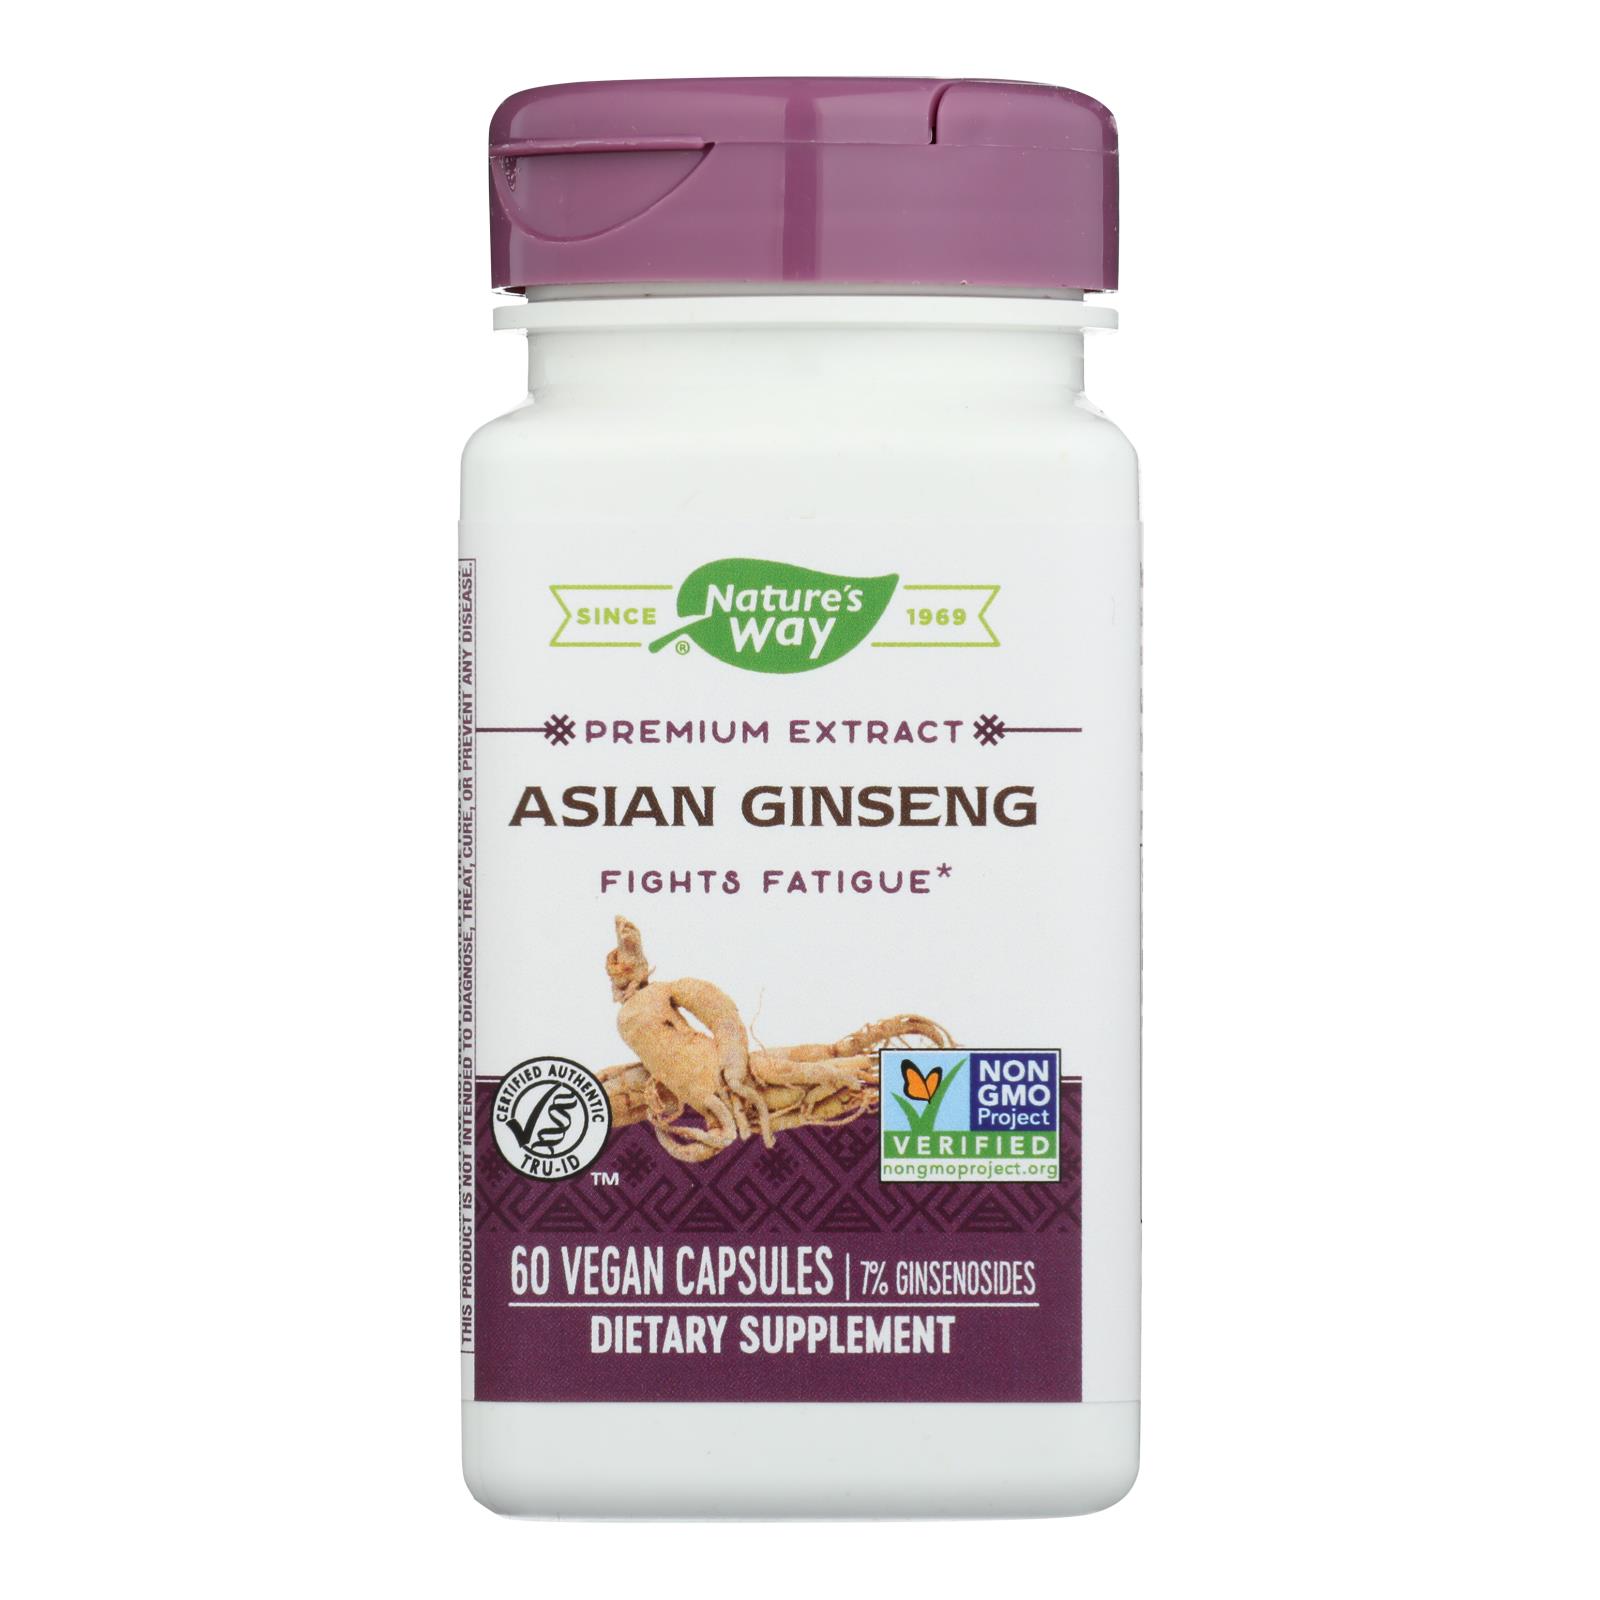 SINCE
Nature's
Way
®
1969
PREMIUM EXTRACT
ASIAN GINSENG
FIGHTS FATIGUE*
CERTIFIED AUTHENTIC
TRU-ID
™
NON
GMO
Project
VERIFIED
nongmoproject.org
60 VEGAN CAPSULES | 7% GINSENOSIDES
DIETARY SUPPLEMENT
THIS PRODUCT IS NOT INTENDED TO DIAGNOSE, TREAT, CURE, OR PREVENT ANY DISEASE.